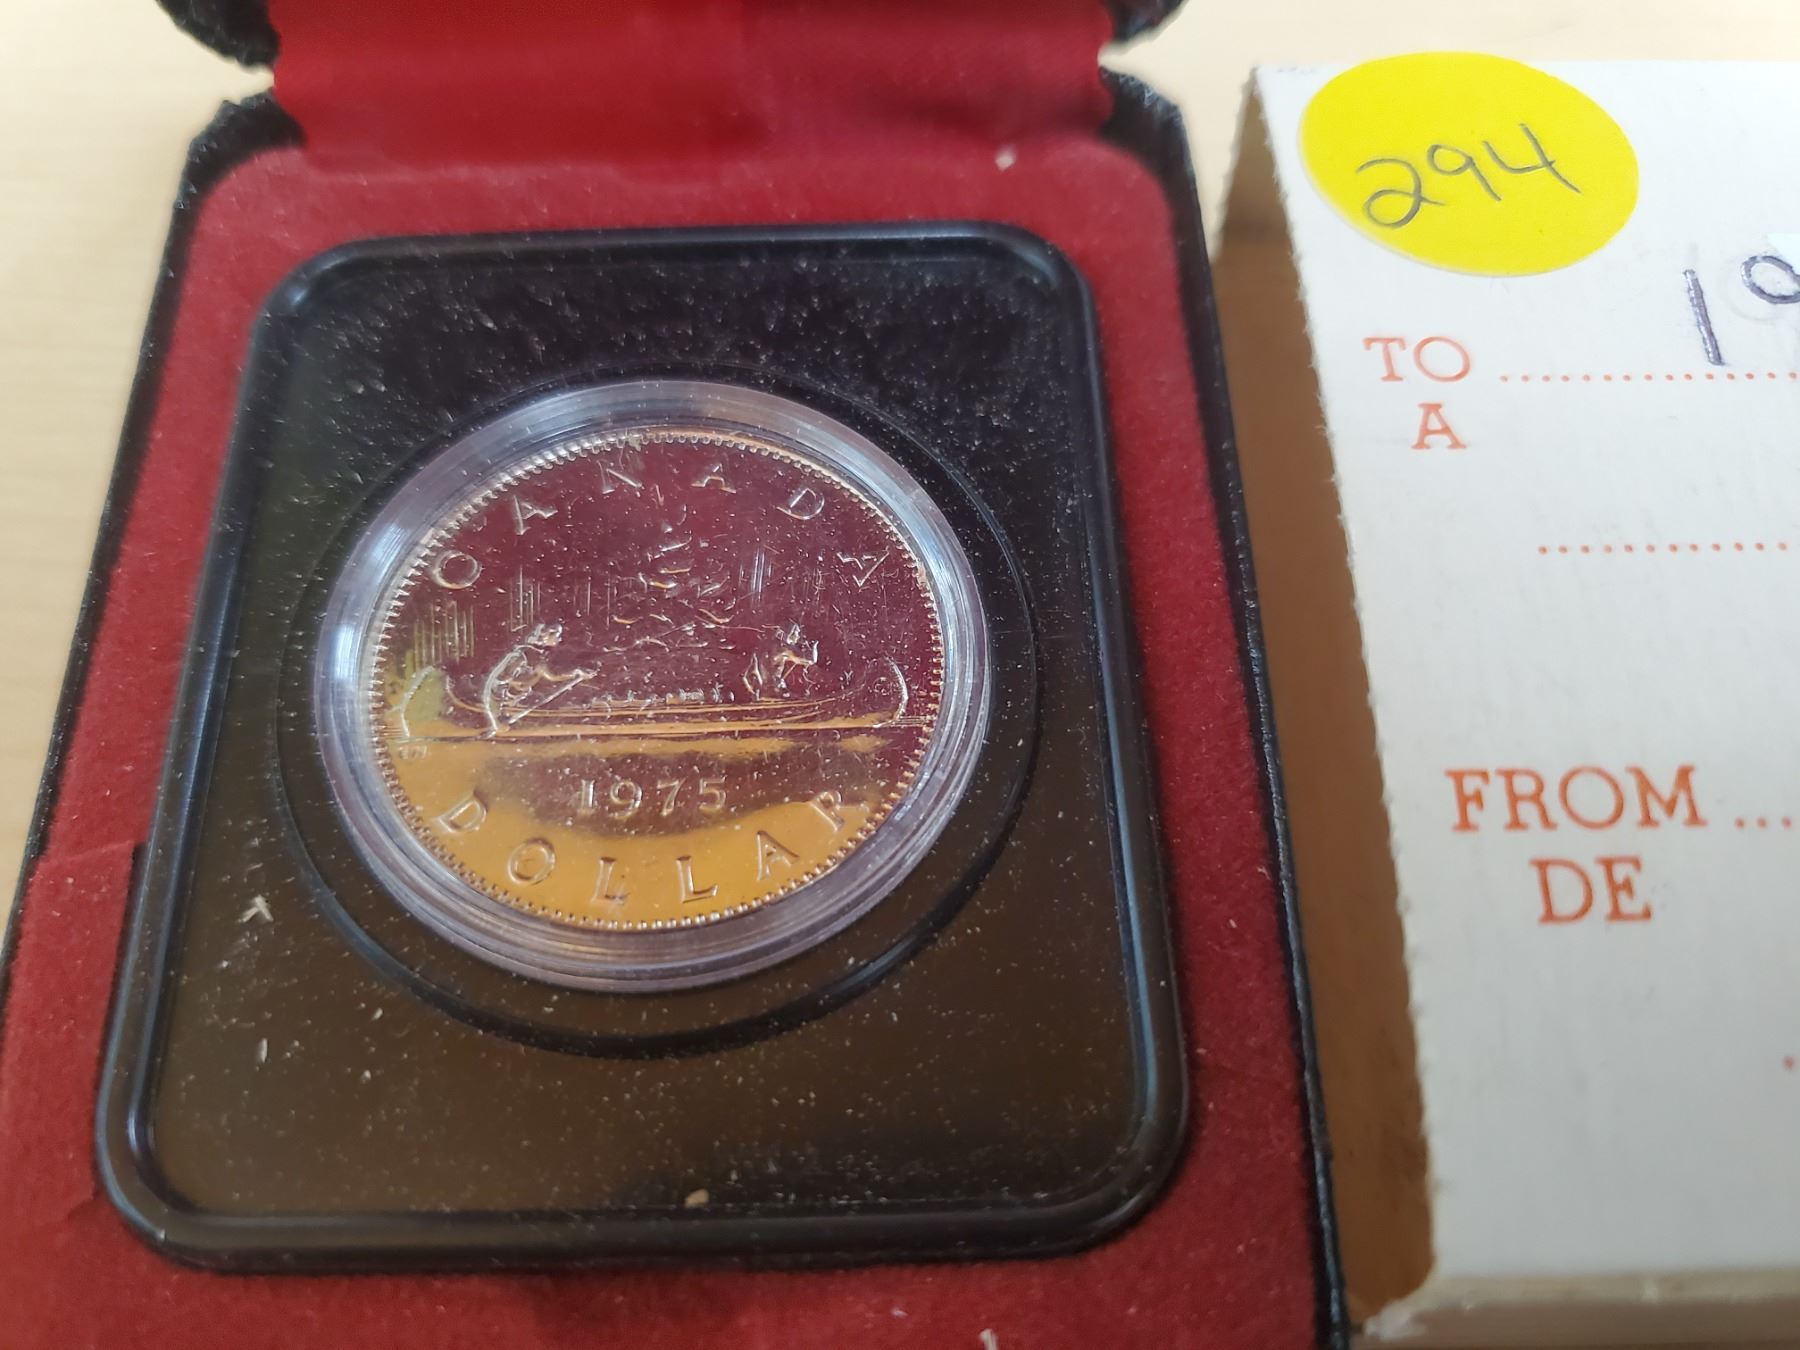 CANADA
1975
DOLLAR
294
19
TO
A
FROM
DE